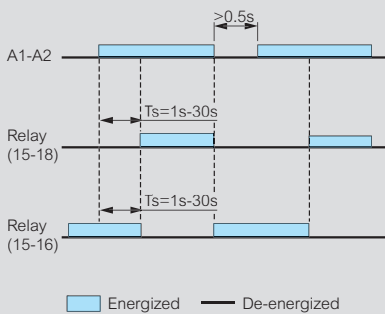 >0.5s
A1-A2
Ts=1s-30s
Relay
(15-18)
Ts=1s-30s
Relay
(15-16)
Energized De-energized